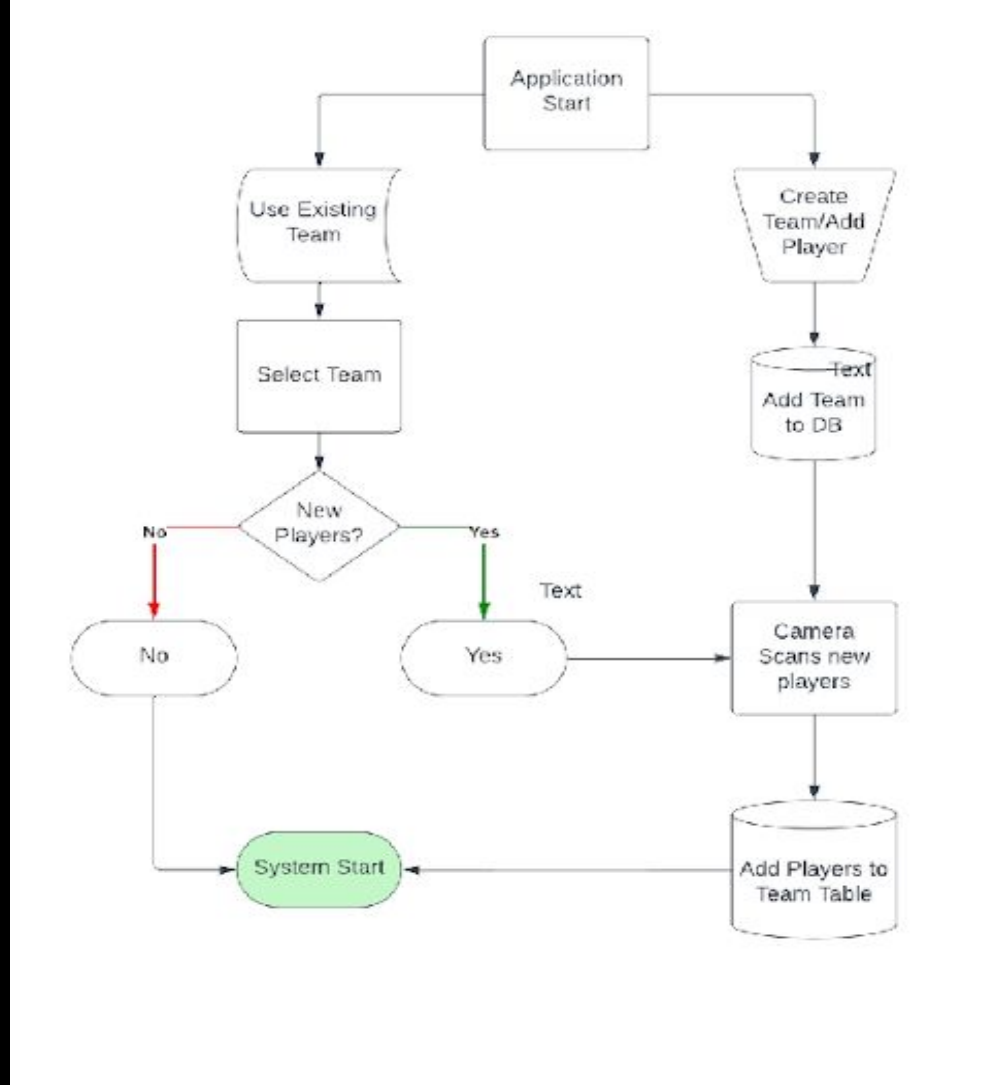 Application
Start
Use Existing
Team
Create
Team/Add
Player
Select Team
Text
Add Team
to DB
New
Players?
No
Yes
Text
No
Yes
Camera
Scans new
players
System Start
Add Players to
Team Table